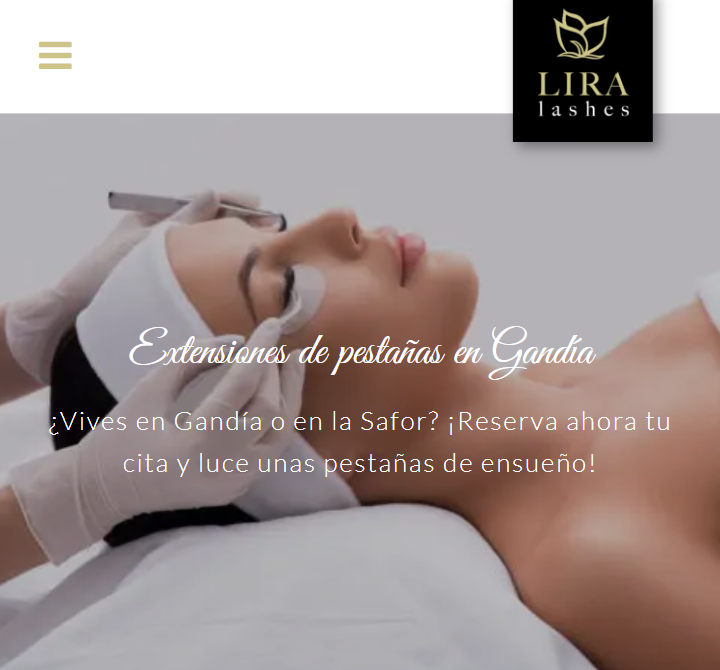 LIRA
lashes
Extensiones de pestañas en Gandía
¿Vives en Gandía o en la Safor? ¡Reserva ahora tu
cita y luce unas pestañas de ensueño!